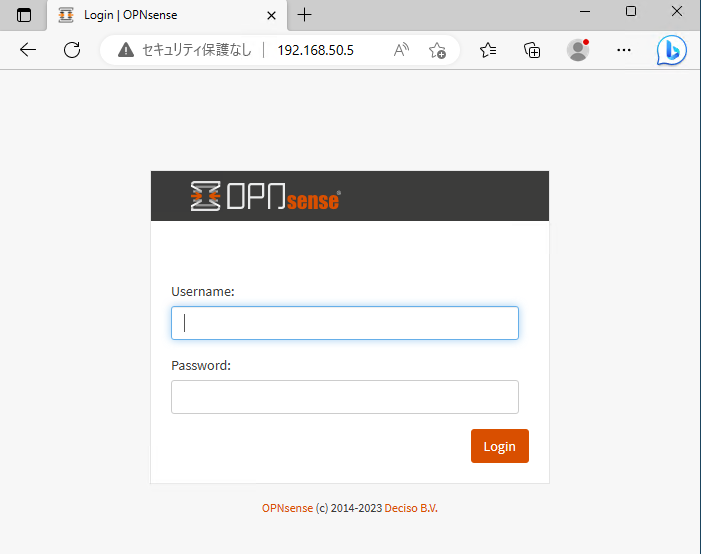 Login | OPNsense
セキュリティ保護なし 192.168.50.5
OPNsense
Username:
Password:
Login
OPNsense (c) 2014-2023 Deciso B.V.